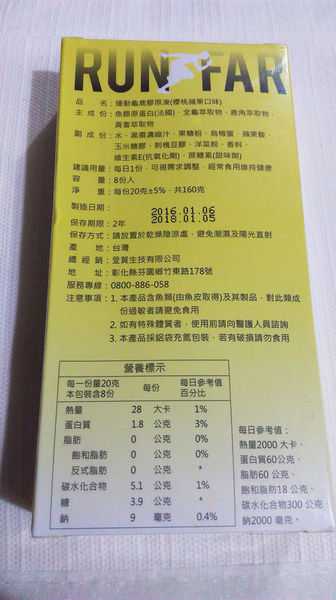 RUN FAR
品　名：運動龜鹿膠原凍(櫻桃蘋果口味)
主成份：魚膠原蛋白(法國)、全龜萃取物、鹿角萃取物、
黃耆萃取物
副成份：水、濃棗濃縮汁、果糖粉、烏梅蜜、蘋果酸、
玉米糖膠、刺槐豆膠、洋菜粉、香料、
維生素E(抗氧化劑)、蔗糖素(甜味劑)
建議用量：每日1份，可視需求調整，經常食用維持健康
容　量：8份入
淨　重：每份20克±5%，共160克
製造日期：2016.01.06
2018.01.05
保存期限：2年
保存方式：請放置於乾燥陰涼處，避免潮濕及陽光直射
產　地：台灣
總經銷：堂賀生技有限公司
地　址：彰化縣芬園鄉竹東路178號
服務專線：0800-886-058
注意事項：1. 本產品含魚類(由魚皮取得)及其製品，對此類成
份過敏者請避免食用
2. 如有特殊體質者，使用前請向醫護人員諮詢
3. 本產品採鋁袋充氮包裝，若有破損請勿食用
營養標示
每一份量20克
本包裝含8份
每份
每日參考值
百分比
熱量 28 大卡 1%
蛋白質 1.8 公克 3%
脂肪 0 公克 0%
飽和脂肪 0 公克 0%
反式脂肪 0 公克 *
碳水化合物 5.1 公克 1%
糖 3.9 公克 *
鈉 9 毫克 0.4%
每日參考值：
熱量2000 大卡、
蛋白質60公克、
脂肪60 公克、
飽和脂肪18 公克、
碳水化合物300 公克
鈉2000 毫克。